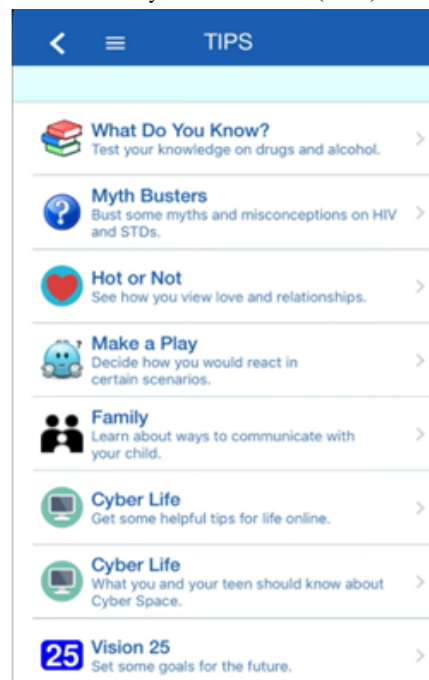 TIPS
What Do You Know?
Test your knowledge on drugs and alcohol.
Myth Busters
Bust some myths and misconceptions on HIV
and STDs.
Hot or Not
See how you view love and relationships.
Make a Play
Decide how you would react in
certain scenarios.
Family
Learn about ways to communicate with
your child.
Cyber Life
Get some helpful tips for life online.
Cyber Life
What you and your teen should know about
Cyber Space.
25
Vision 25
Set some goals for the future.